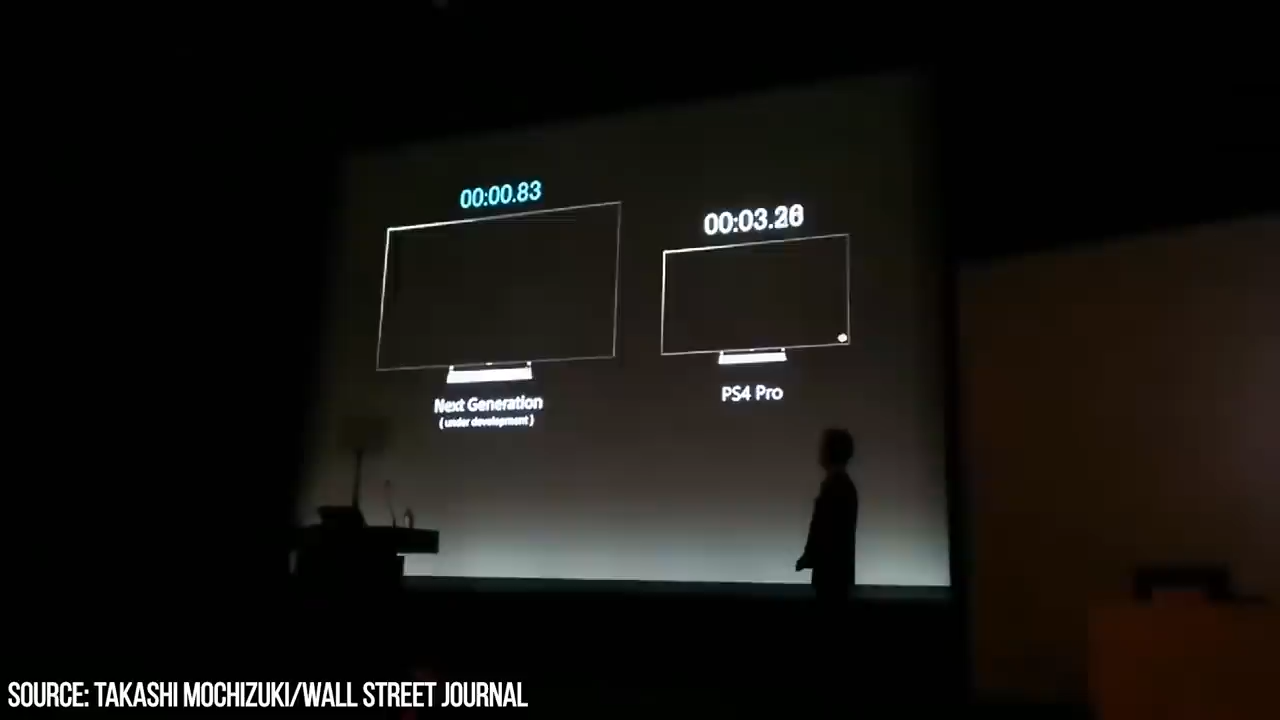 00:00.83
00:03.26
Next Generation
(under development)
PS4 Pro
SOURCE: TAKASHI MOCHIZUKI/WALL STREET JOURNAL